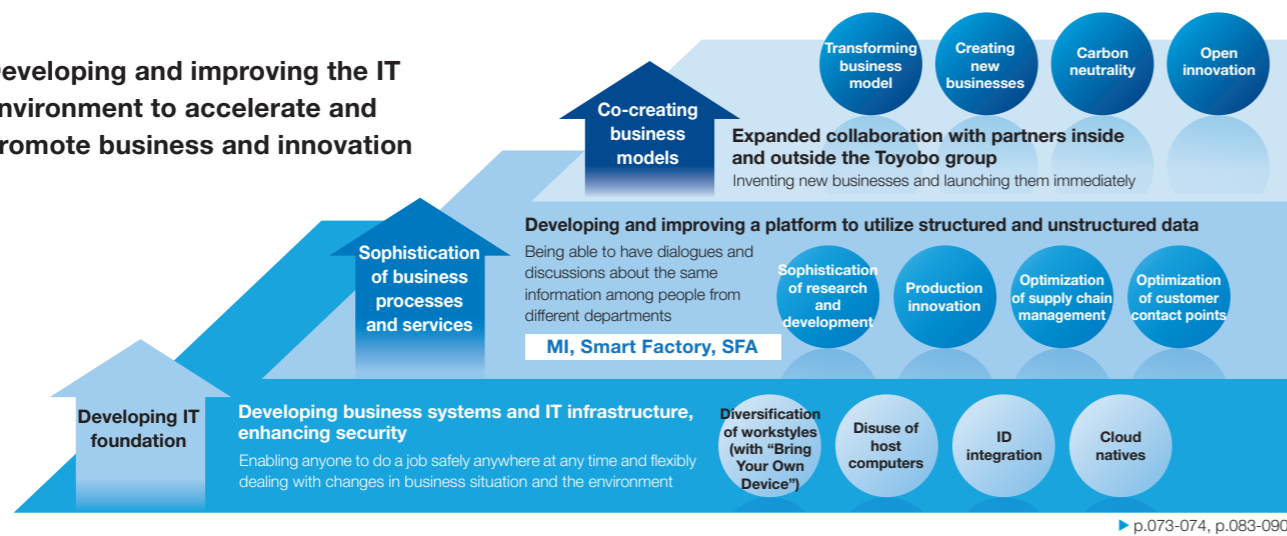 eveloping and improving the IT
nvironment to accelerate and
romote business and innovation
Co-creating
business
models
Transforming
business
model
Creating
new
businesses
Carbon
neutrality
Open
innovation
Expanded collaboration with partners inside
and outside the Toyobo group
Inventing new businesses and launching them immediately
Sophistication
of business
processes
and services
Developing and improving a platform to utilize structured and unstructured data
Being able to have dialogues and
discussions about the same
information among people from
different departments
MI, Smart Factory, SFA
Sophistication
of research
and
development
Production
innovation
Optimization
of supply chain
management
Optimization
of customer
contact points
Developing IT
foundation
Developing business systems and IT infrastructure,
enhancing security
Enabling anyone to do a job safely anywhere at any time and flexibly
dealing with changes in business situation and the environment
Diversification
of workstyles
(with “Bring
Your Own
Device”)
Disuse of
host
computers
ID
integration
Cloud
natives
▶ p.073-074, p.083-090